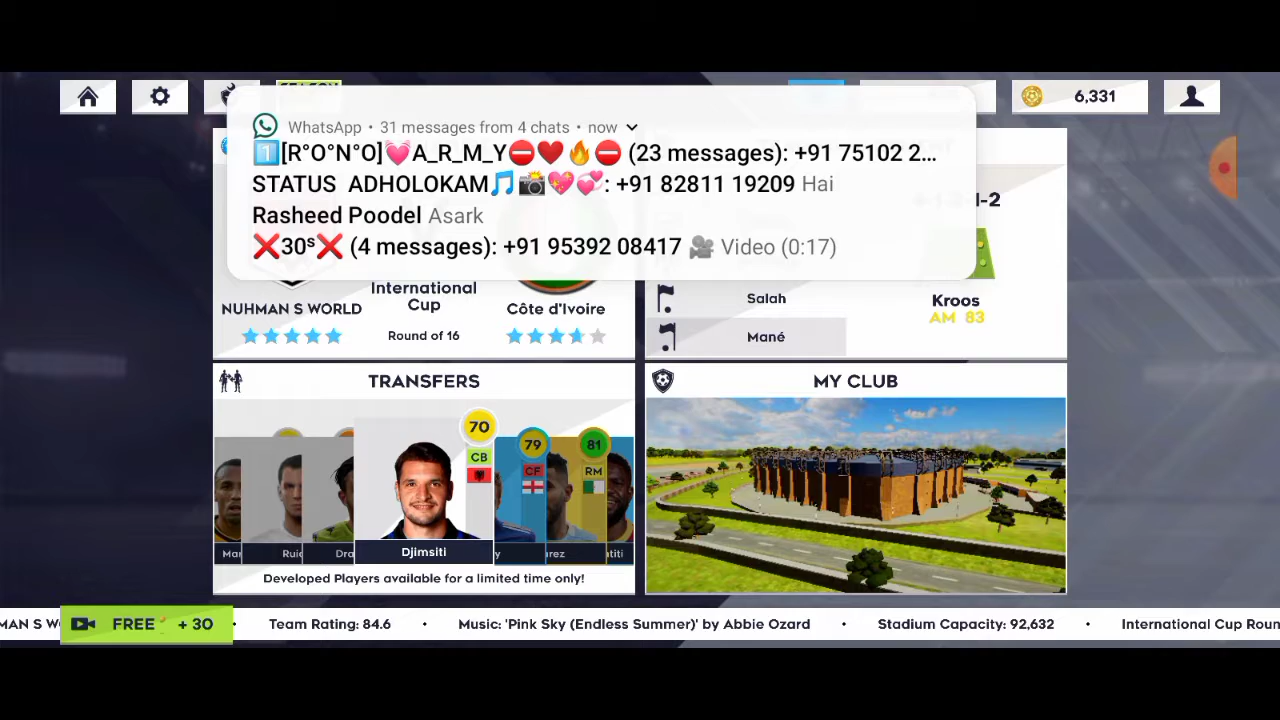 SEASON
6,331
WhatsApp • 31 messages from 4 chats • now
1️⃣[R°O°N°O]💓A_R_M_Y⛔❤️🔥⛔ (23 messages): +91 75102 2...
STATUS ADHOLOKAM🎵📸💖💞: +91 82811 19209 Hai
Rasheed Poodel Asark
❌30ˢ❌ (4 messages): +91 95392 08417 🎥 Video (0:17)
NUHMAN S WORLD
International
Cup
Côte d'Ivoire
Round of 16
Salah
Mané
Kroos
AM 83
TRANSFERS
70
CB
79
CF
81
RM
Djimsiti
Developed Players available for a limited time only!
MY CLUB
FREE + 30
• Team Rating: 84.6 • Music: 'Pink Sky (Endless Summer)' by Abbie Ozard • Stadium Capacity: 92,632 • International Cup Roun